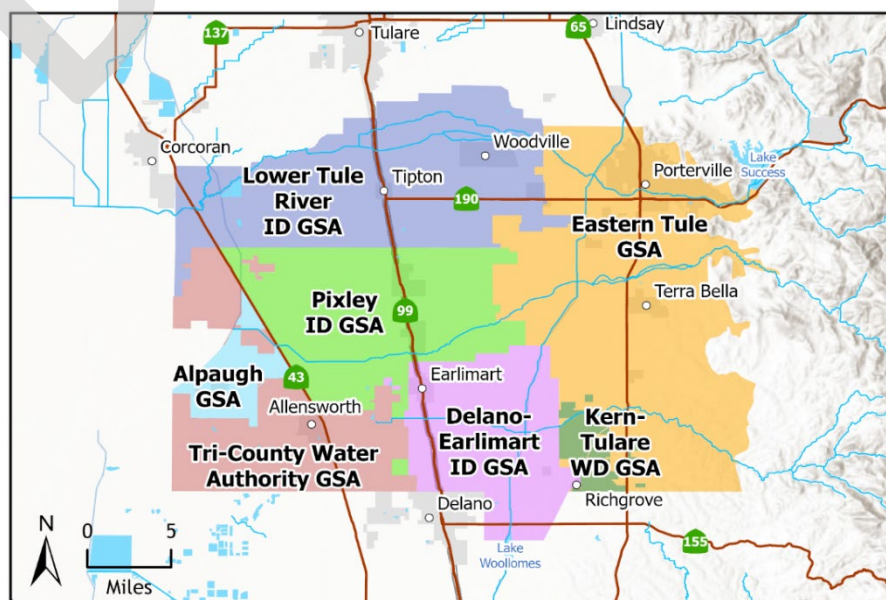 137
Tulare
65
Lindsay
Corcoran
Woodville
Lower Tule
River
ID GSA
Tipton
190
Porterville
Lake
Success
Eastern Tule
GSA
Pixley
ID GSA
99
Terra Bella
Alpaugh
GSA
43
Allensworth
Earlimart
Delano-
Earlimart
ID GSA
Kern-
Tulare
WD GSA
Tri-County Water
Authority GSA
Richgrove
Delano
155
Lake
Woollomes
N
0 5
Miles